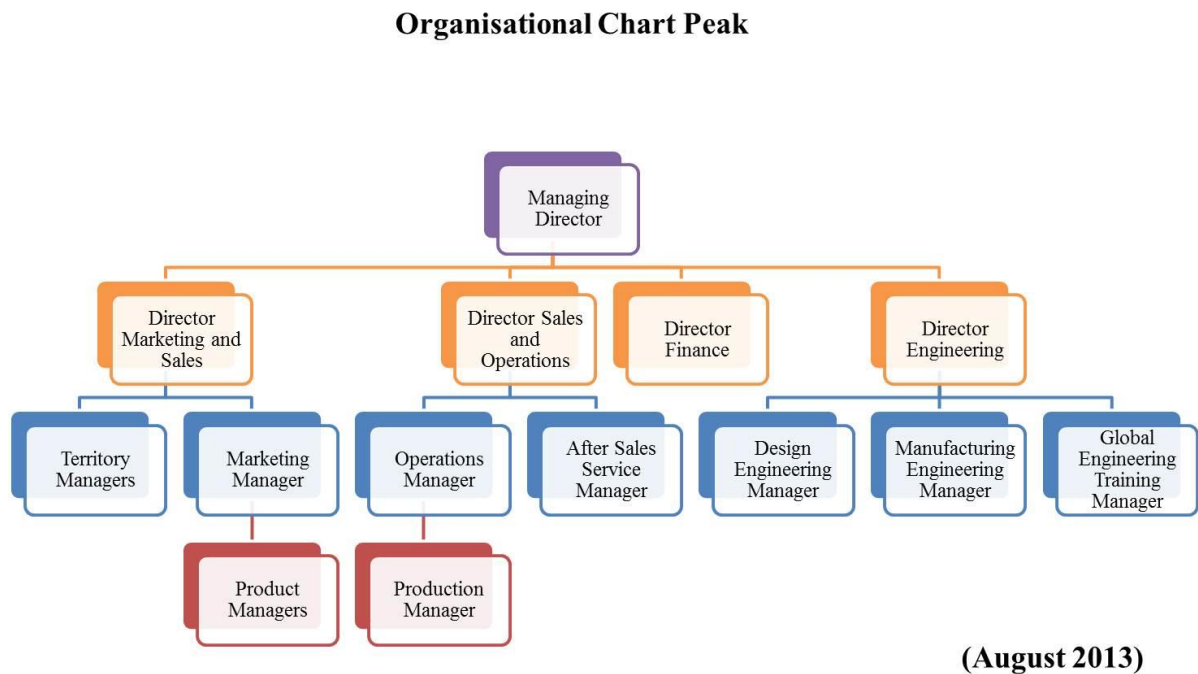 Organisational Chart Peak
Managing
Director
Director
Marketing and
Sales
Director Sales
and
Operations
Director
Finance
Director
Engineering
Territory
Managers
Marketing
Manager
Operations
Manager
After Sales
Service
Manager
Design
Engineering
Manager
Manufacturing
Engineering
Manager
Global
Engineering
Training
Manager
Product
Managers
Production
Manager
(August 2013)